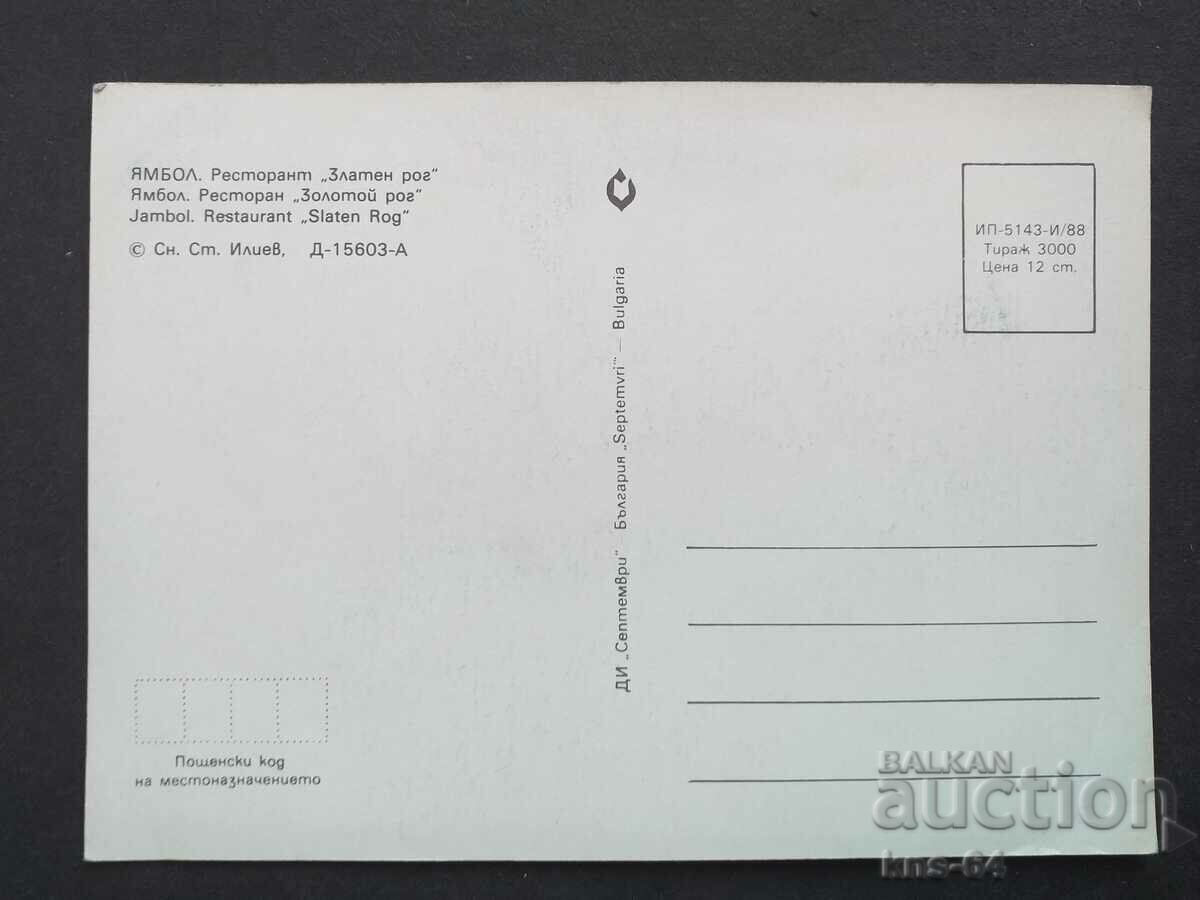 ЯМБОЛ. Ресторант „Златен рог"
Ямбол. Ресторан „Золотой рог"
Jambol. Restaurant „Slaten Rog"
© Сн. Ст. Илиев, Д-15603-А
ИП-5143-И/88
Тираж 3000
Цена 12 ст.
ДИ „Септември" – България „Septemvri" — Bulgaria
Пощенски код
на местоназначението
BALKAN
auction
kns-64